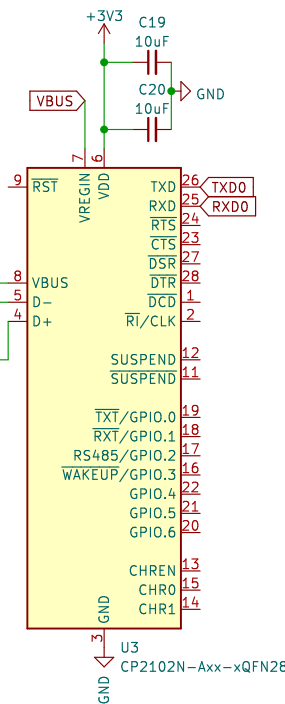 +3V3
C19
10uF
GND
C20
10uF
VBUS
7
6
9
RST
VREGIN
VDD
TXD
26
TXD0
RXD
25
RXD0
RTS
24
CTS
23
DSR
27
8
VBUS
DTR
28
5
D-
DCD
1
4
D+
RI/CLK
2
SUSPEND
12
SUSPEND
11
TXT/GPIO.0
19
RXT/GPIO.1
18
RS485/GPIO.2
17
WAKEUP/GPIO.3
16
GPIO.4
22
GPIO.5
21
GPIO.6
20
CHREN
13
CHR0
15
CHR1
14
GND
3
U3
CP2102N-Axx-xQFN28
GND